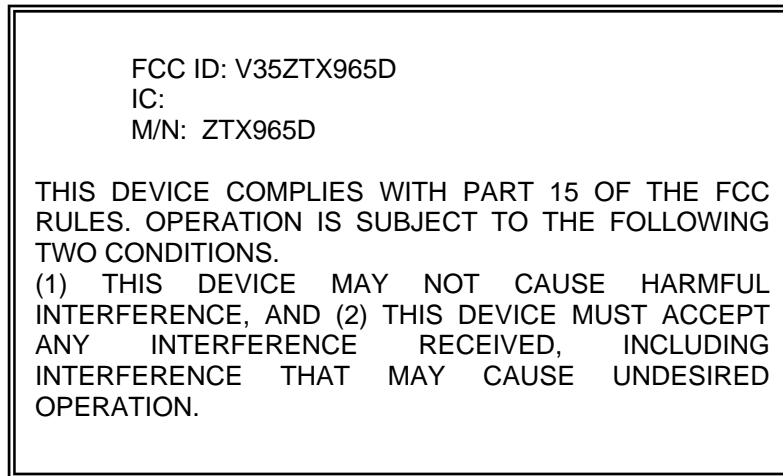 FCC ID: V35ZTX965D
IC:
M/N: ZTX965D
THIS DEVICE COMPLIES WITH PART 15 OF THE FCC
RULES. OPERATION IS SUBJECT TO THE FOLLOWING
TWO CONDITIONS.
(1) THIS DEVICE MAY NOT CAUSE HARMFUL
INTERFERENCE, AND (2) THIS DEVICE MUST ACCEPT
ANY INTERFERENCE RECEIVED, INCLUDING
INTERFERENCE THAT MAY CAUSE UNDESIRED
OPERATION.